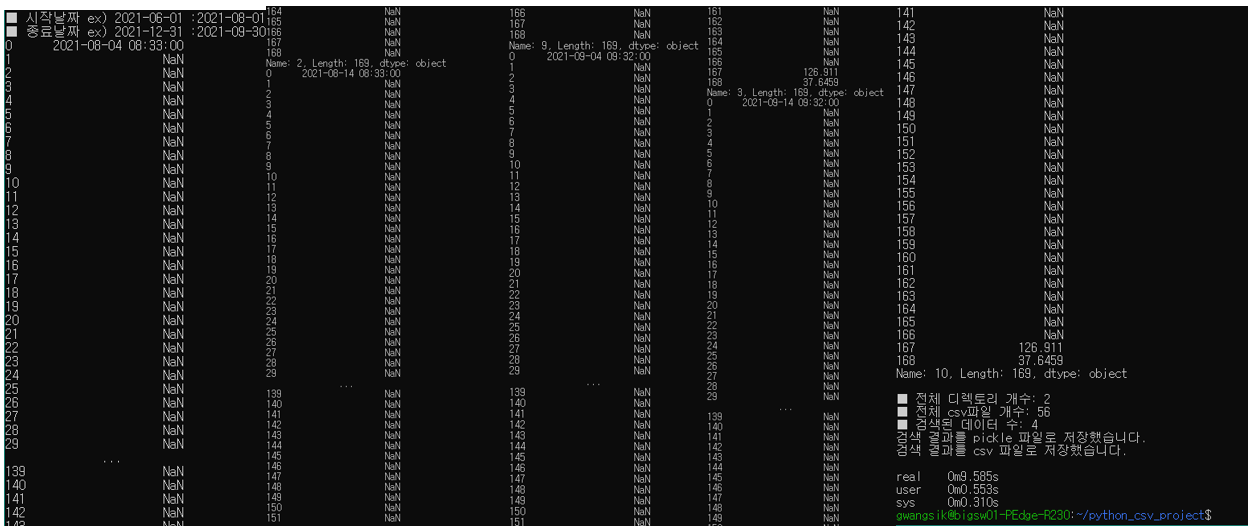 ■ 시작날짜 ex) 2021-06-01 :2021-08-01
■ 종료날짜 ex) 2021-12-31 :2021-09-30
0 2021-08-04 08:33:00
1 NaN
2 NaN
3 NaN
4 NaN
5 NaN
6 NaN
7 NaN
8 NaN
9 NaN
10 NaN
11 NaN
12 NaN
13 NaN
14 NaN
15 NaN
16 NaN
17 NaN
18 NaN
19 NaN
20 NaN
21 NaN
22 NaN
23 NaN
24 NaN
25 NaN
26 NaN
27 NaN
28 NaN
29 NaN
...
139 NaN
140 NaN
141 NaN
142 NaN
143 NaN
164 NaN
165 NaN
166 NaN
167 NaN
168 NaN
Name: 2, Length: 169, dtype: object
0 2021-08-14 08:33:00
1 NaN
2 NaN
3 NaN
4 NaN
5 NaN
6 NaN
7 NaN
8 NaN
9 NaN
10 NaN
11 NaN
12 NaN
13 NaN
14 NaN
15 NaN
16 NaN
17 NaN
18 NaN
19 NaN
20 NaN
21 NaN
22 NaN
23 NaN
24 NaN
25 NaN
26 NaN
27 NaN
28 NaN
29 NaN
...
139 NaN
140 NaN
141 NaN
142 NaN
143 NaN
144 NaN
145 NaN
146 NaN
147 NaN
148 NaN
149 NaN
150 NaN
151 NaN
166 NaN
167 NaN
168 NaN
Name: 9, Length: 169, dtype: object
0 2021-09-04 09:32:00
1 NaN
2 NaN
3 NaN
4 NaN
5 NaN
6 NaN
7 NaN
8 NaN
9 NaN
10 NaN
11 NaN
12 NaN
13 NaN
14 NaN
15 NaN
16 NaN
17 NaN
18 NaN
19 NaN
20 NaN
21 NaN
22 NaN
23 NaN
24 NaN
25 NaN
26 NaN
27 NaN
28 NaN
29 NaN
...
139 NaN
140 NaN
141 NaN
142 NaN
143 NaN
144 NaN
145 NaN
146 NaN
147 NaN
148 NaN
149 NaN
150 NaN
151 NaN
161 NaN
162 NaN
163 NaN
164 NaN
165 NaN
166 NaN
167 126.911
168 37.6459
Name: 3, Length: 169, dtype: object
0 2021-09-14 09:32:00
1 NaN
2 NaN
3 NaN
4 NaN
5 NaN
6 NaN
7 NaN
8 NaN
9 NaN
10 NaN
11 NaN
12 NaN
13 NaN
14 NaN
15 NaN
16 NaN
17 NaN
18 NaN
19 NaN
20 NaN
21 NaN
22 NaN
23 NaN
24 NaN
25 NaN
26 NaN
27 NaN
28 NaN
29 NaN
...
139 NaN
140 NaN
141 NaN
142 NaN
143 NaN
144 NaN
145 NaN
146 NaN
147 NaN
148 NaN
149 NaN
141 NaN
142 NaN
143 NaN
144 NaN
145 NaN
146 NaN
147 NaN
148 NaN
149 NaN
150 NaN
151 NaN
152 NaN
153 NaN
154 NaN
155 NaN
156 NaN
157 NaN
158 NaN
159 NaN
160 NaN
161 NaN
162 NaN
163 NaN
164 NaN
165 NaN
166 NaN
167 126.911
168 37.6459
Name: 10, Length: 169, dtype: object
■ 전체 디렉토리 개수: 2
■ 전체 csv파일 개수: 56
■ 검색된 데이터 수: 4
검색 결과를 pickle 파일로 저장했습니다.
검색 결과를 csv 파일로 저장했습니다.
real 0m9.585s
user 0m0.553s
sys 0m0.310s
gwangsik@bigsw01-PEdge-R230:~/python_csv_project$